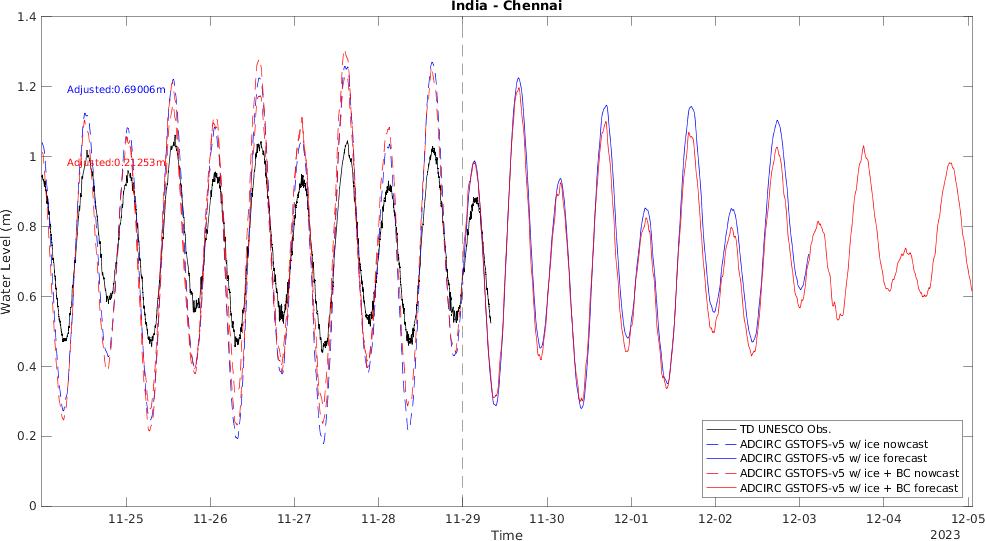 India - Chennai
1.4
1.2
1
0.8
0.6
0.4
0.2
0
Water Level (m)
Adjusted:0.69006m
Adjusted:0.21253m
TD UNESCO Obs.
ADCIRC GSTOFS-v5 w/ ice nowcast
ADCIRC GSTOFS-v5 w/ ice forecast
ADCIRC GSTOFS-v5 w/ ice + BC nowcast
ADCIRC GSTOFS-v5 w/ ice + BC forecast
11-25 11-26 11-27 11-28 11-29 11-30 12-01 12-02 12-03 12-04 12-05
Time
2023